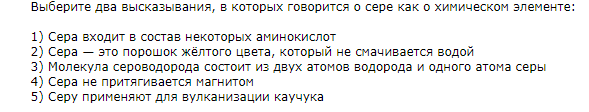 Выберите два высказывания, в которых говорится о сере как о химическом элементе:
1) Сера входит в состав некоторых аминокислот
2) Сера — это порошок жёлтого цвета, который не смачивается водой
3) Молекула сероводорода состоит из двух атомов водорода и одного атома серы
4) Сера не притягивается магнитом
5) Серу применяют для вулканизации каучука